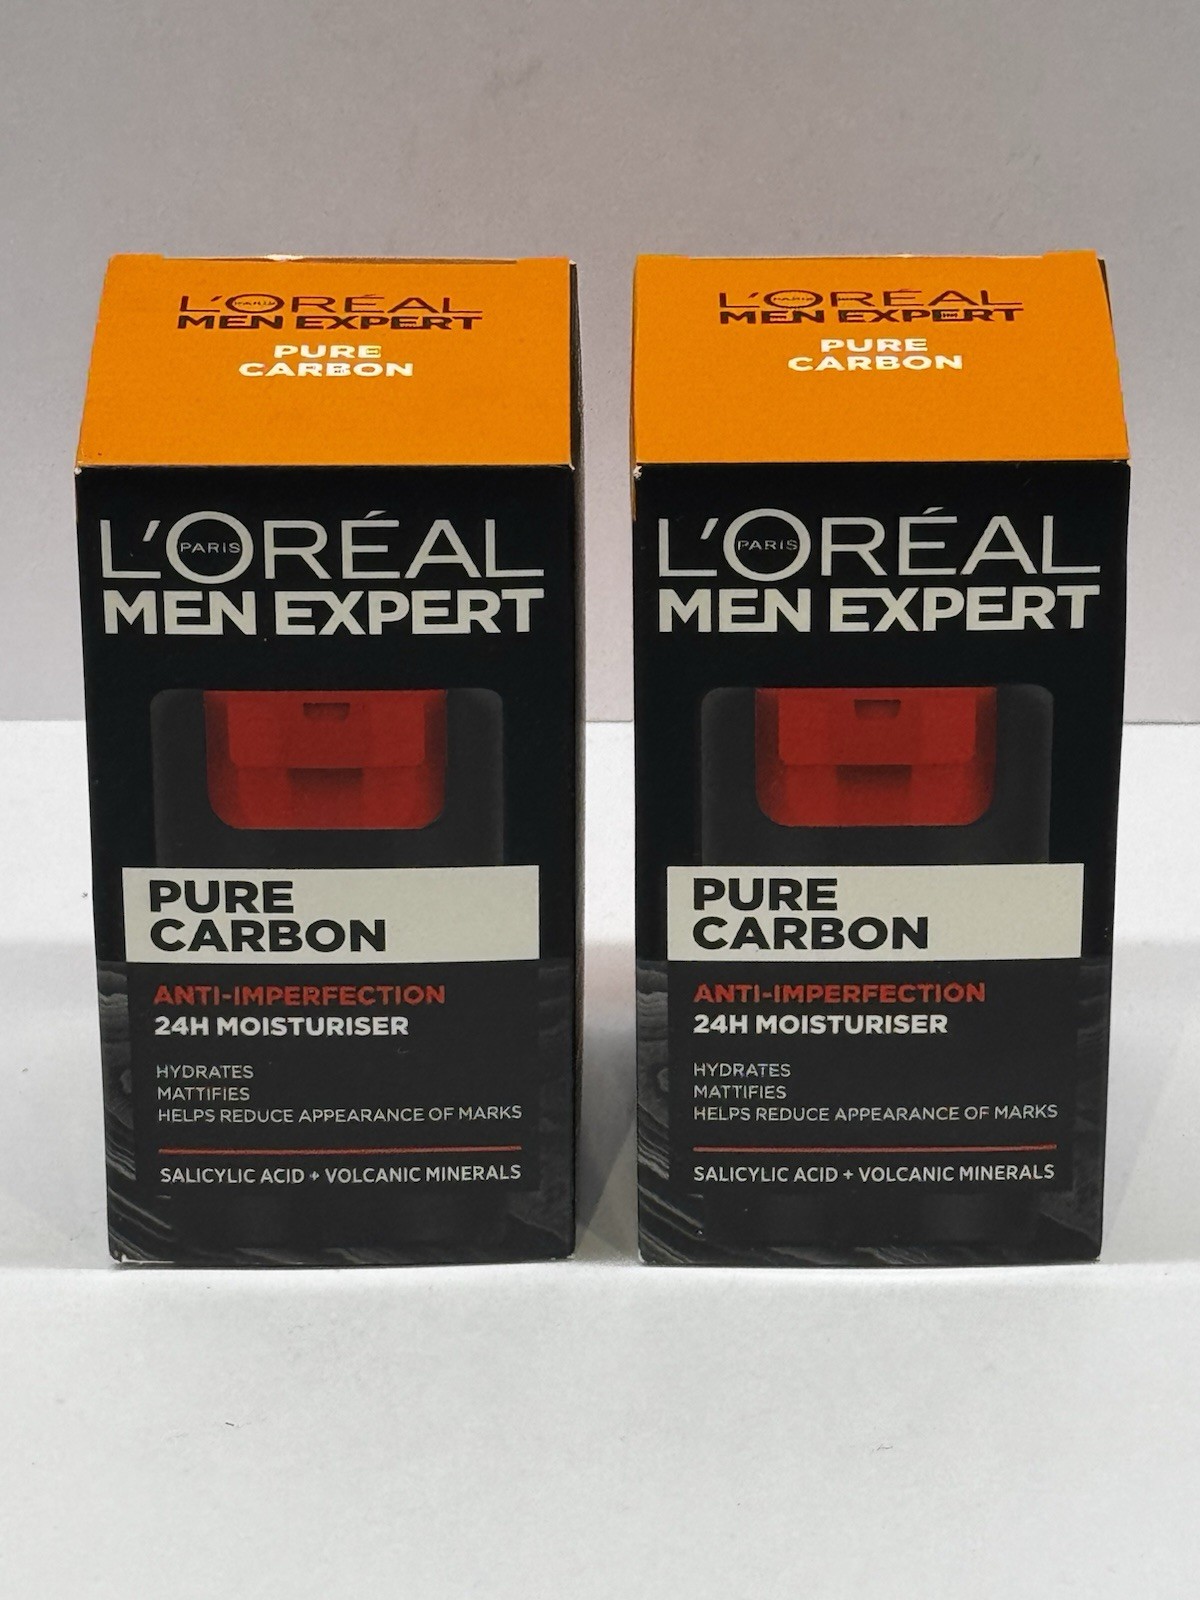 L'ORÉAL
PARIS
MEN EXPERT
PURE
CARBON
L'ORÉAL
PARIS
MEN EXPERT
PURE
CARBON
ANTI-IMPERFECTION
24H MOISTURISER
HYDRATES
MATTIFIES
HELPS REDUCE APPEARANCE OF MARKS
SALICYLIC ACID + VOLCANIC MINERALS
L'ORÉAL
PARIS
MEN EXPERT
PURE
CARBON
L'ORÉAL
PARIS
MEN EXPERT
PURE
CARBON
ANTI-IMPERFECTION
24H MOISTURISER
HYDRATES
MATTIFIES
HELPS REDUCE APPEARANCE OF MARKS
SALICYLIC ACID + VOLCANIC MINERALS